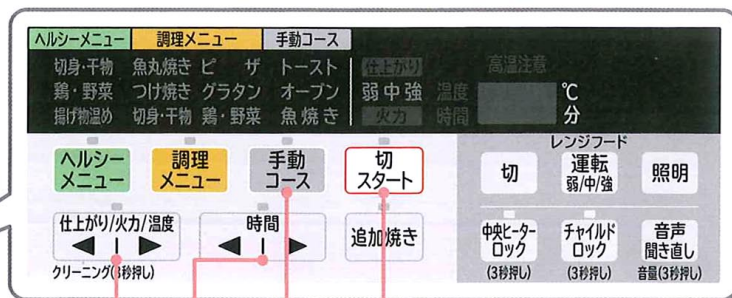 ヘルシーメニュー 調理メニュー 手動コース
切身・干物 魚丸焼き ピザ トースト 仕上がり 高温注意
鶏・野菜 つけ焼き グラタン オーブン 弱 中 強 温度 ℃
揚げ物温め 切身・干物 鶏・野菜 魚焼き 火力 時間 分
ヘルシーメニュー
調理メニュー
手動コース
切
スタート
レンジフード
切
運転
弱/中/強
照明
仕上がり/火力/温度
◀ ▶
クリーニング(3秒押し)
時間
◀ ▶
追加焼き
中央ヒーターロック
(3秒押し)
チャイルドロック
(3秒押し)
音声聞き直し
音量(3秒押し)